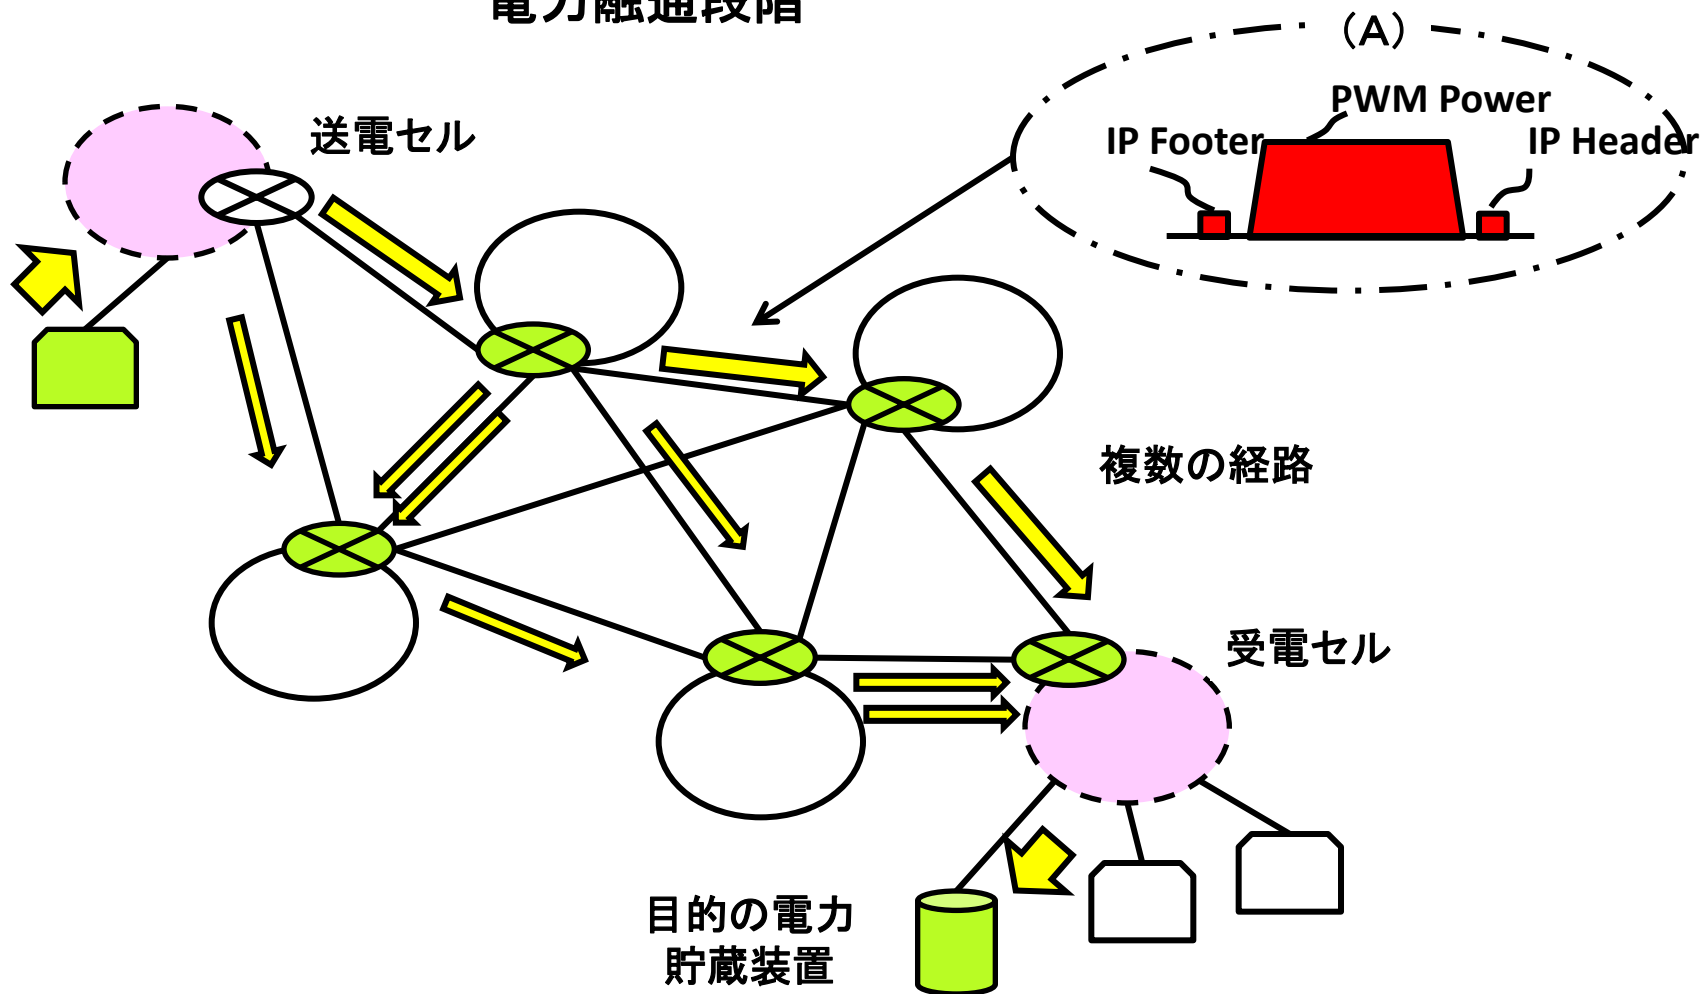 電力融通段階
(A)
PWM Power
IP Footer
IP Header
送電セル
複数の経路
受電セル
目的の電力
貯蔵装置